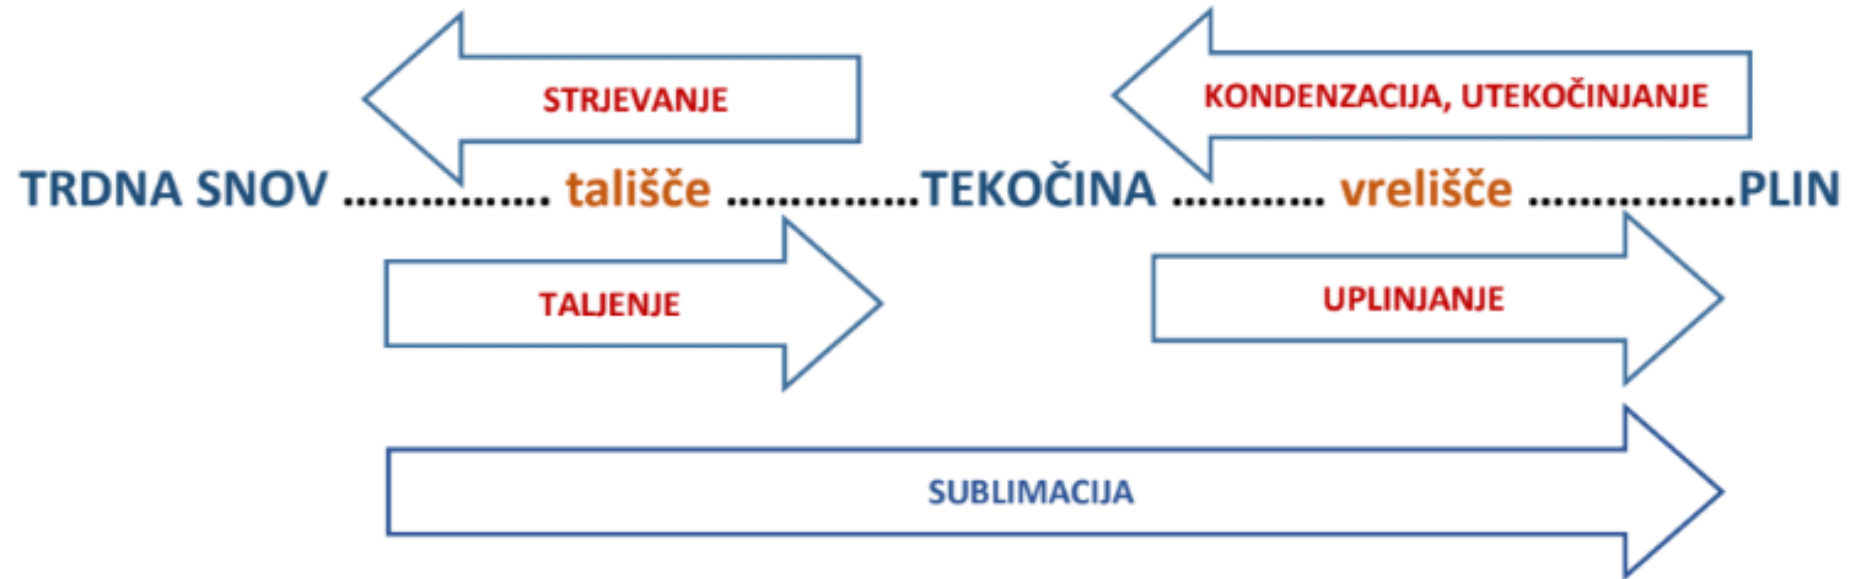 STRJEVANJE
KONDENZACIJA, UTEKOČINJANJE
TRDNA SNOV ................ tališče ...............TEKOČINA ............ vrelišče ................PLIN
TALJENJE
UPLINJANJE
SUBLIMACIJA